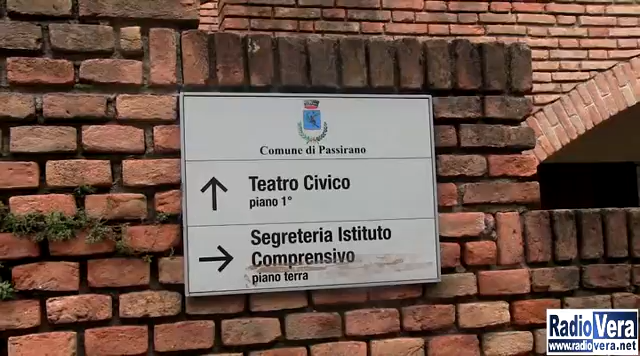 Comune di Passirano
Teatro Civico
piano 1°
Segreteria Istituto
Comprensivo
piano terra
RadioVera
www.radiovera.net